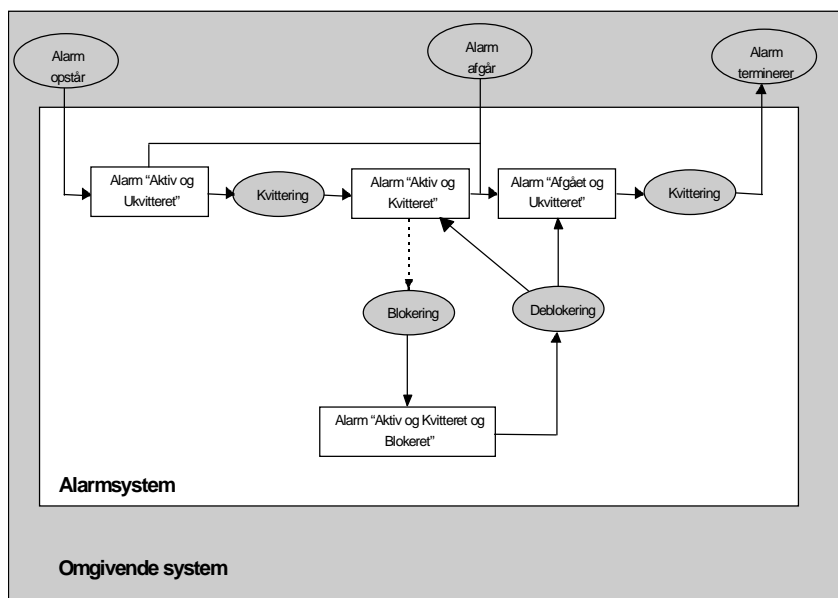 Alarm
opstår
Alarm
afgår
Alarm
terminerer
Alarm “Aktiv og
Ukvitteret”
Kvittering
Alarm “Aktiv og
Kvitteret”
Alarm “Afgået og
Ukvitteret”
Kvittering
Blokering
Deblokering
Alarm “Aktiv og Kvitteret og
Blokeret”
Alarmsystem
Omgivende system